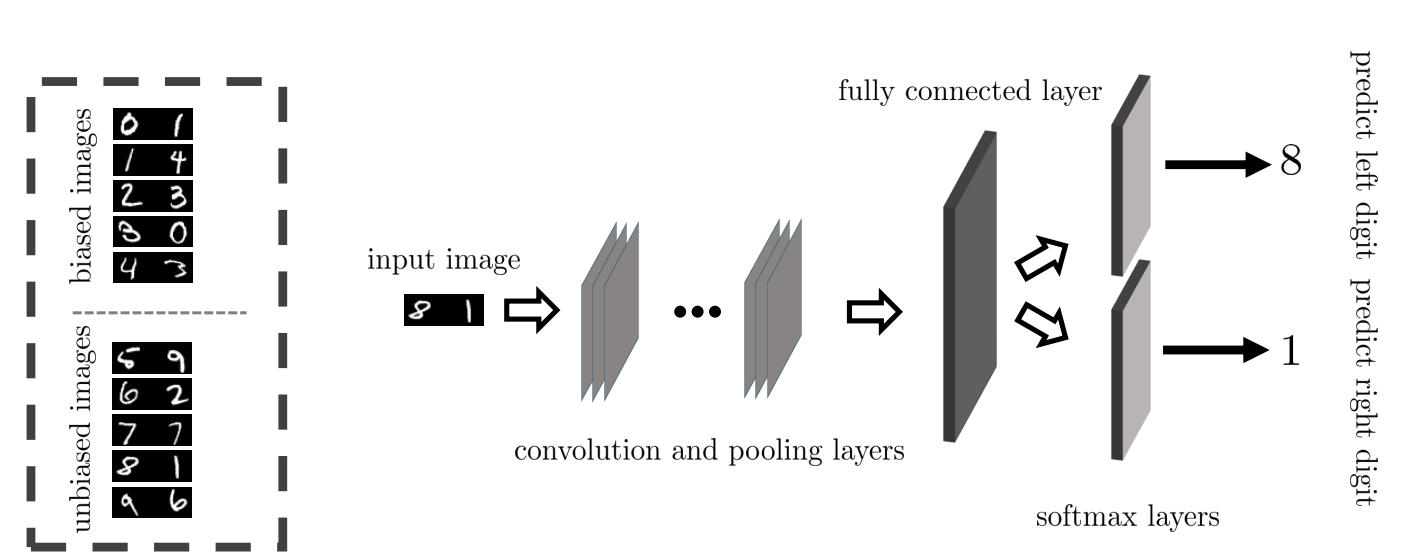 biased images
0 1
1 4
2 3
3 0
4 3
unbiased images
5 9
6 2
7 7
8 1
9 6
input image
8 1
convolution and pooling layers
fully connected layer
softmax layers
8
predict left digit
1
predict right digit